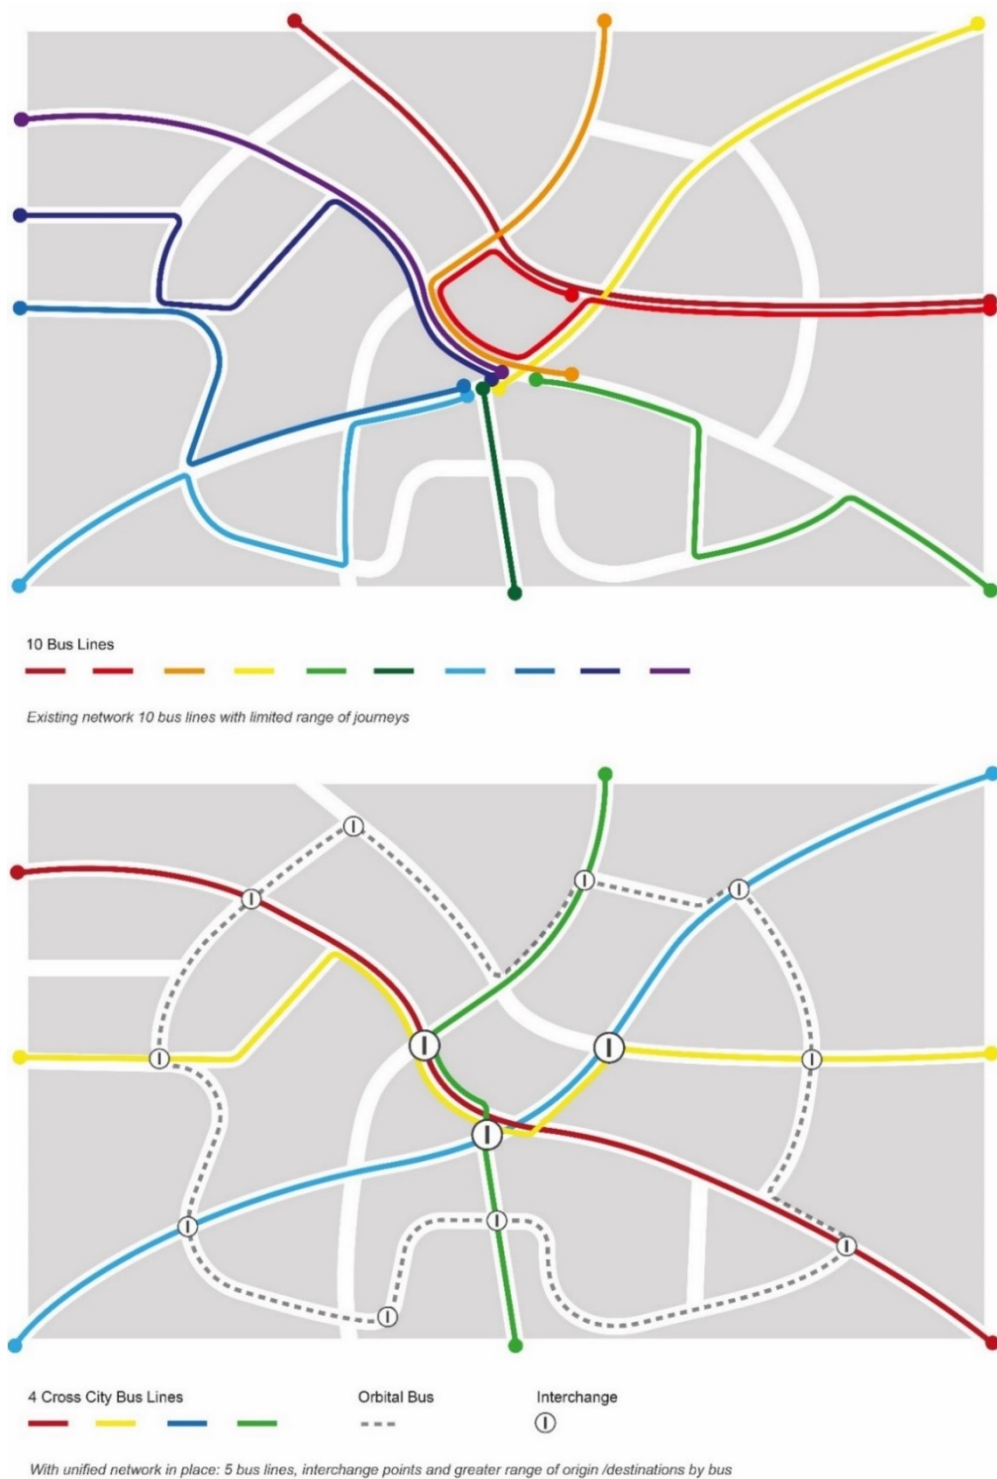 10 Bus Lines
Existing network 10 bus lines with limited range of journeys
I
I
I
I
I
I
I
I
I
I
I
I
I
4 Cross City Bus Lines
Orbital Bus
Interchange
I
With unified network in place: 5 bus lines, interchange points and greater range of origin /destinations by bus